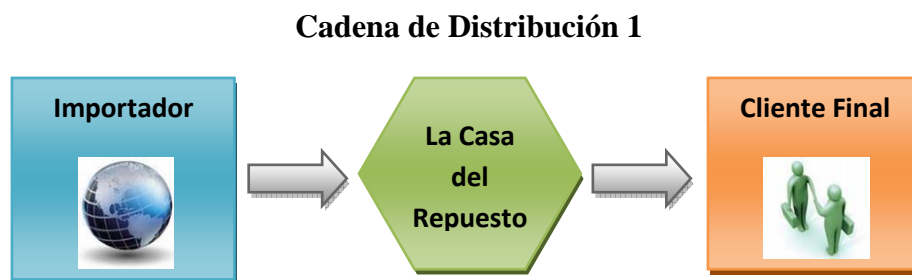 Cadena de Distribución 1
Importador
La Casa
del
Repuesto
Cliente Final